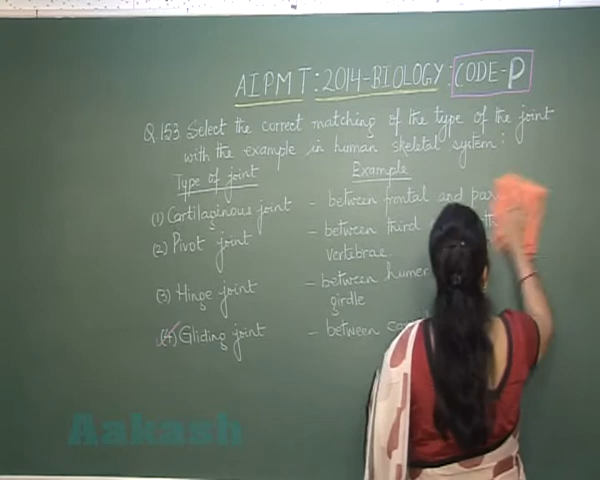 AIPMT: 2014-BIOLOGY: CODE-P
Q 153 Select the correct matching of the type of the joint
with the example in human skeletal system:
Type of joint Example
(1) Cartilaginous joint - between frontal and
(2) Pivot joint - between third
vertebrae
(3) Hinge joint - between
girdle
(4) Gliding joint - between
Aakash